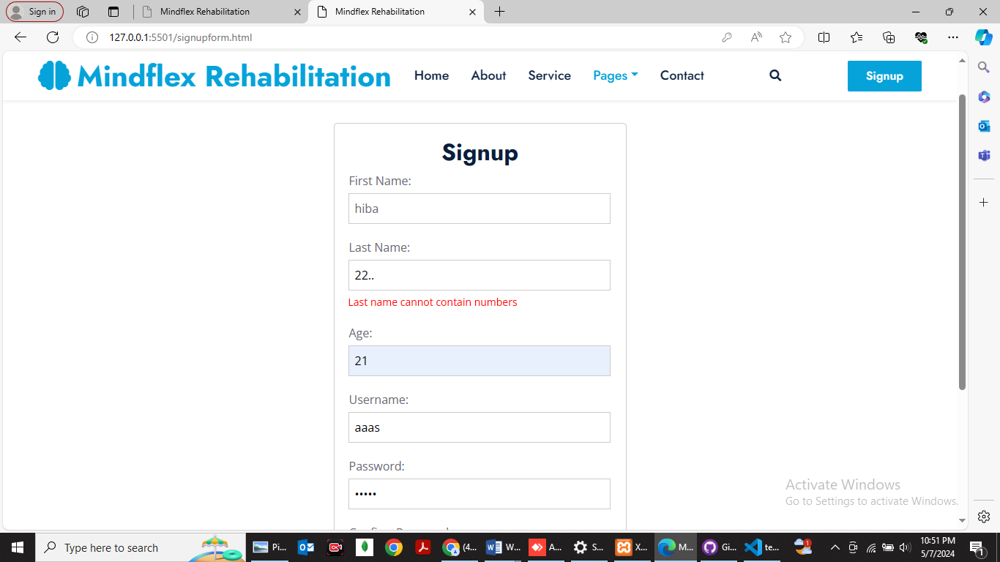 Sign in
Mindflex Rehabilitation
Mindflex Rehabilitation
127.0.0.1:5501/signupform.html
Mindflex Rehabilitation
Home
About
Service
Pages
Contact
Signup
Signup
First Name:
hiba
Last Name:
22..
Last name cannot contain numbers
Age:
21
Username:
aaas
Password:
•••••
Activate Windows
Go to Settings to activate Windows.
Type here to search
Pi...
(4...
W...
A...
S...
X...
M...
Gi...
te...
1
10:51 PM
5/7/2024
1